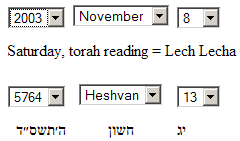 2003 November 8
Saturday, torah reading = Lech Lecha
5764 Heshvan 13
יג חשון ה׳תשס״ד